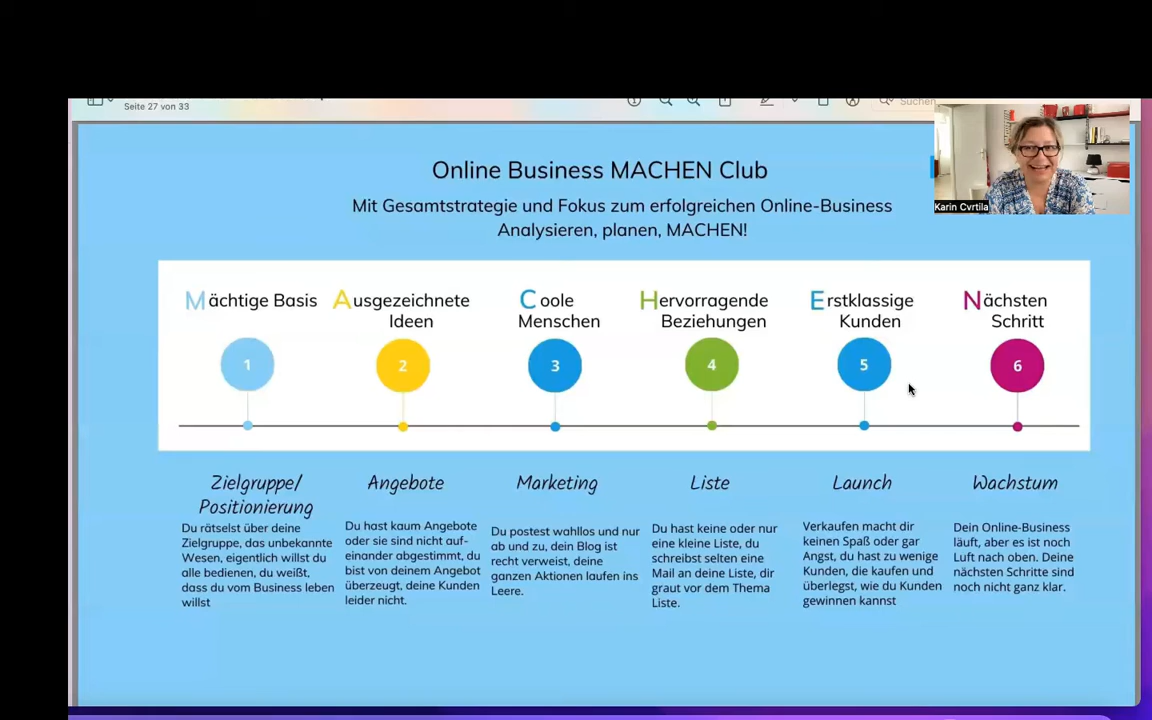 Seite 27 von 33
Suchen
Karin Cvrtila
Online Business MACHEN Club
Mit Gesamtstrategie und Fokus zum erfolgreichen Online-Business
Analysieren, planen, MACHEN!
Mächtige Basis
Ausgezeichnete
Ideen
Coole
Menschen
Hervorragende
Beziehungen
Erstklassige
Kunden
Nächsten
Schritt
1
2
3
4
5
6
Zielgruppe/
Positionierung
Du rätselst über deine
Zielgruppe, das unbekannte
Wesen, eigentlich willst du
alle bedienen, du weißt,
dass du vom Business leben
willst
Angebote
Du hast kaum Angebote
oder sie sind nicht auf-
einander abgestimmt, du
bist von deinem Angebot
überzeugt, deine Kunden
leider nicht.
Marketing
Du postest wahllos und nur
ab und zu, dein Blog ist
recht verweist, deine
ganzen Aktionen laufen ins
Leere.
Liste
Du hast keine oder nur
eine kleine Liste, du
schreibst selten eine
Mail an deine Liste, dir
graut vor dem Thema
Liste.
Launch
Verkaufen macht dir
keinen Spaß oder gar
Angst, du hast zu wenige
Kunden, die kaufen und
überlegst, wie du Kunden
gewinnen kannst
Wachstum
Dein Online-Business
läuft, aber es ist noch
Luft nach oben. Deine
nächsten Schritte sind
noch nicht ganz klar.